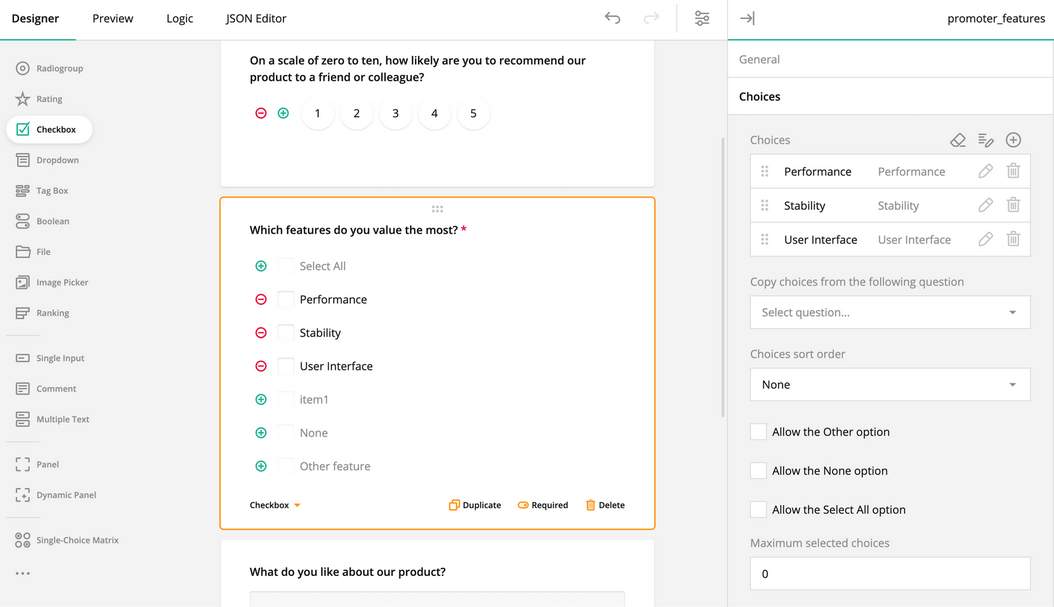 Designer
Preview
Logic
JSON Editor
promoter_features
Radiogroup
Rating
Checkbox
Dropdown
Tag Box
Boolean
File
Image Picker
Ranking
Single Input
Comment
Multiple Text
Panel
Dynamic Panel
Single-Choice Matrix
On a scale of zero to ten, how likely are you to recommend our
product to a friend or colleague?
1 2 3 4 5
Which features do you value the most? *
Select All
Performance
Stability
User Interface
item1
None
Other feature
Checkbox
Duplicate
Required
Delete
What do you like about our product?
General
Choices
Choices
Performance Performance
Stability Stability
User Interface User Interface
Copy choices from the following question
Select question...
Choices sort order
None
Allow the Other option
Allow the None option
Allow the Select All option
Maximum selected choices
0